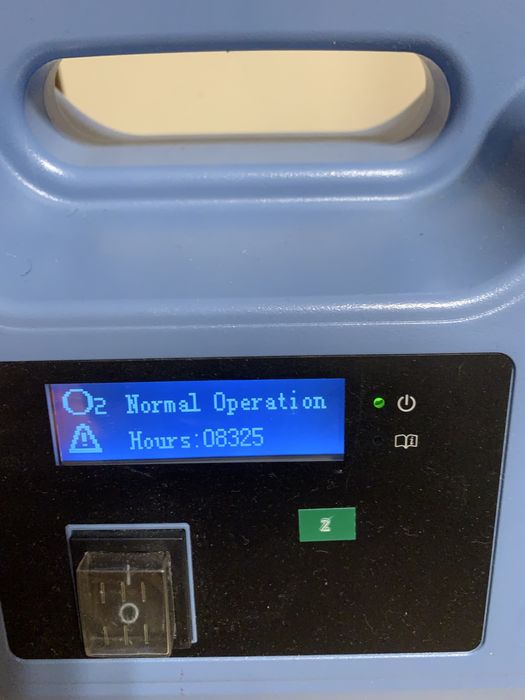 O2 Normal Operation
Hours:08325
Z